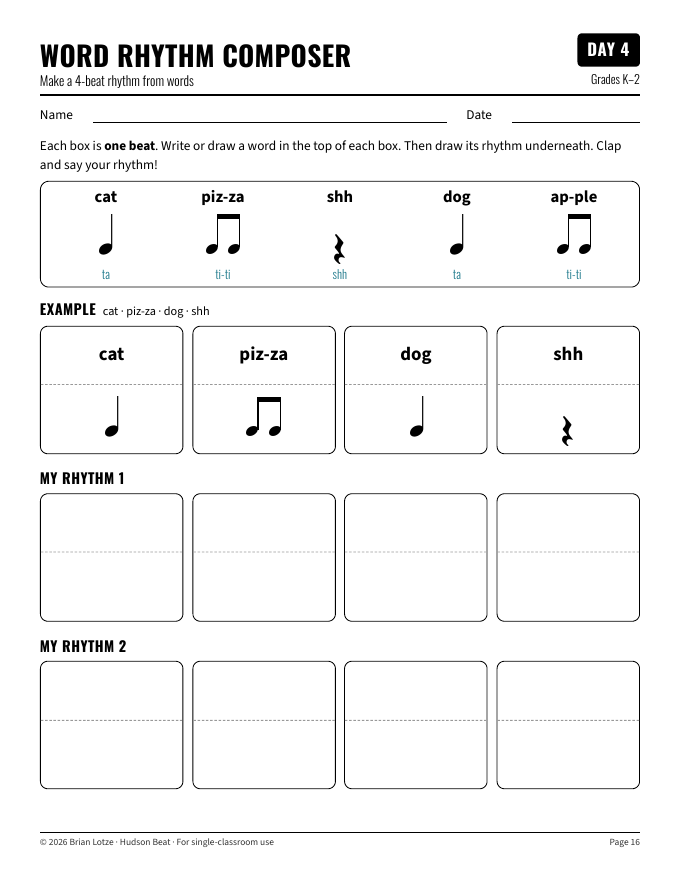 WORD RHYTHM COMPOSER
DAY 4
Make a 4-beat rhythm from words
Grades K–2
Name
Date
Each box is one beat. Write or draw a word in the top of each box. Then draw its rhythm underneath. Clap
and say your rhythm!
cat piz-za shh dog ap-ple
ta ti-ti shh ta ti-ti
EXAMPLE cat · piz-za · dog · shh
cat piz-za dog shh
MY RHYTHM 1
MY RHYTHM 2
© 2026 Brian Lotze · Hudson Beat · For single-classroom use
Page 16